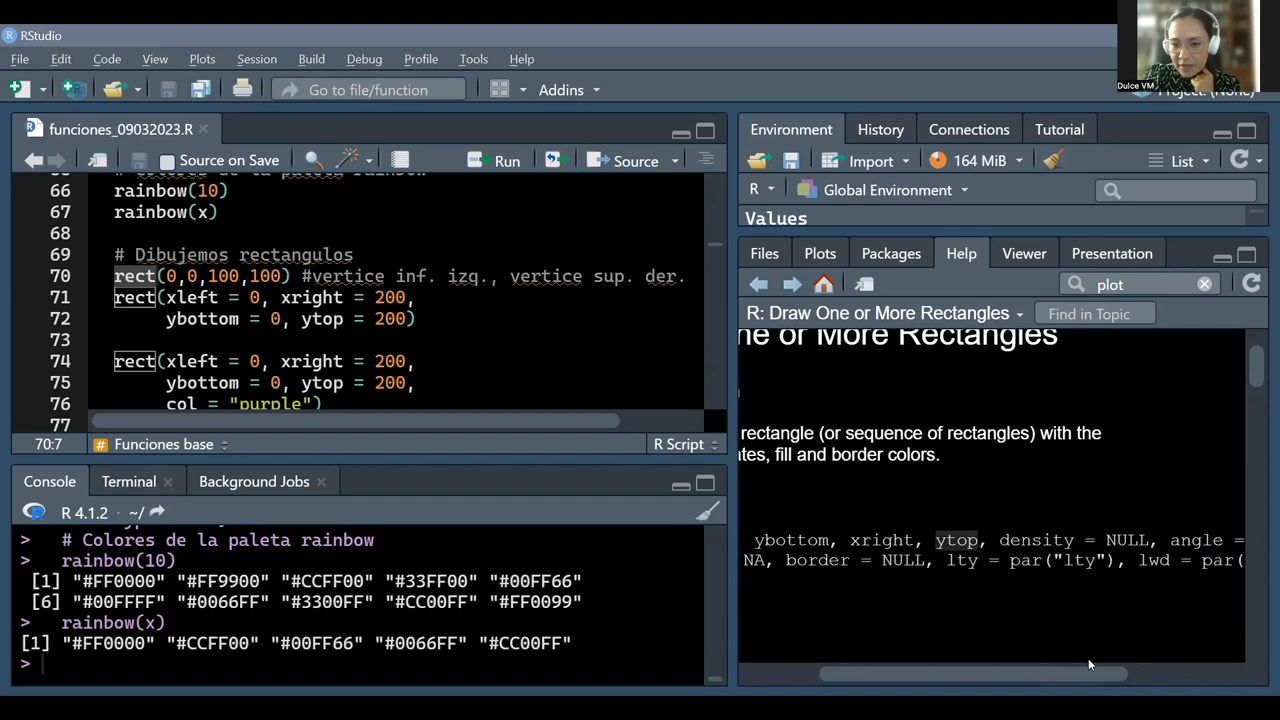 RStudio
File Edit Code View Plots Session Build Debug Profile Tools Help
Dulce VM
Go to file/function Addins
funciones_09032023.R
Source on Save Run Source
66 rainbow(10)
67 rainbow(x)
68
69 # Dibujemos rectangulos
70 rect(0,0,100,100) #vertice inf. izq., vertice sup. der.
71 rect(xleft = 0, xright = 200,
72 ybottom = 0, ytop = 200)
73
74 rect(xleft = 0, xright = 200,
75 ybottom = 0, ytop = 200,
76 col = "purple")
77
70:7 # Funciones base R Script
Console Terminal Background Jobs
R 4.1.2 · ~/
> # Colores de la paleta rainbow
> rainbow(10)
[1] "#FF0000" "#FF9900" "#CCFF00" "#33FF00" "#00FF66"
[6] "#00FFFF" "#0066FF" "#3300FF" "#CC00FF" "#FF0099"
> rainbow(x)
[1] "#FF0000" "#CCFF00" "#00FF66" "#0066FF" "#CC00FF"
>
Environment History Connections Tutorial
Import 164 MiB List
R Global Environment
Values
Files Plots Packages Help Viewer Presentation
plot
R: Draw One or More Rectangles Find in Topic
ne or More Rectangles
rectangle (or sequence of rectangles) with the
ates, fill and border colors.
ybottom, xright, ytop, density = NULL, angle =
NA, border = NULL, lty = par("lty"), lwd = par(